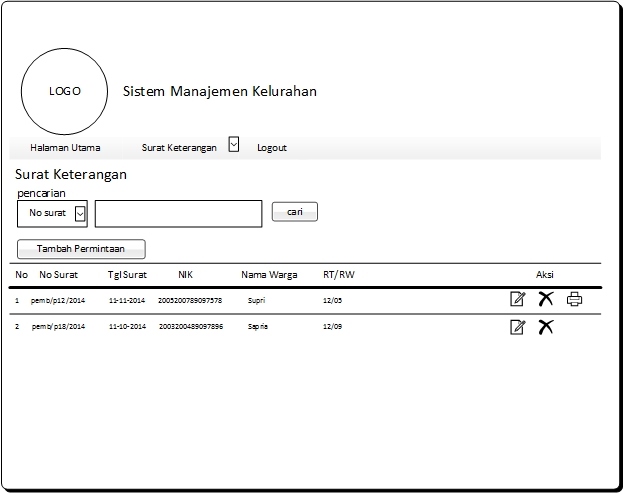 LOGO
Sistem Manajemen Kelurahan
Halaman Utama Surat Keterangan Logout
Surat Keterangan
pencarian
No surat cari
Tambah Permintaan
No No Surat Tgl Surat NIK Nama Warga RT/RW Aksi
1 pemb/p12/2014 11-11-2014 2005200789097578 Supri 12/05
2 pemb/p18/2014 11-10-2014 2003200489097896 Sapria 12/09